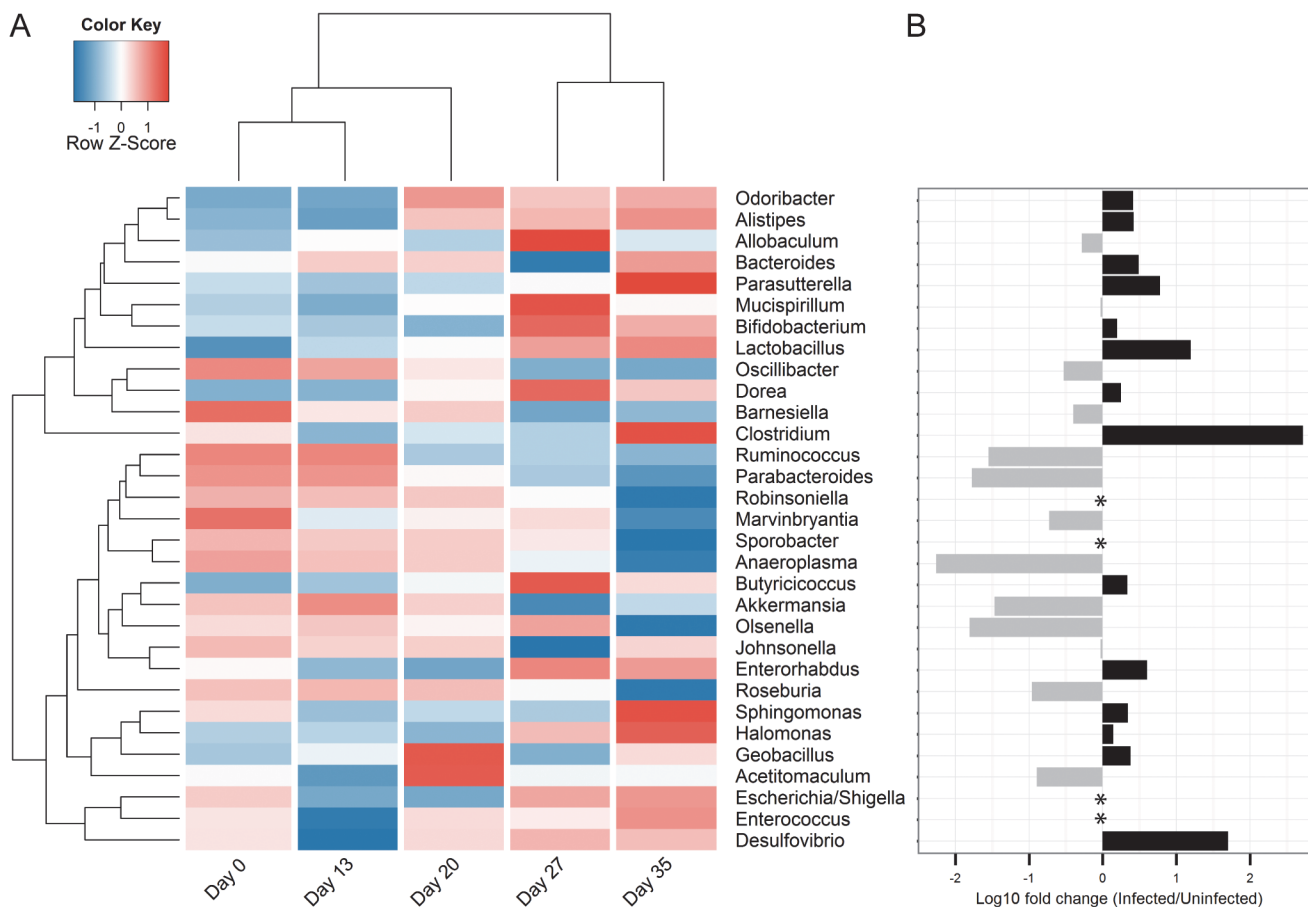 A
B
Color Key
-1 0 1
Row Z-Score
Odoribacter
Alistipes
Allobaculum
Bacteroides
Parasutterella
Mucispirillum
Bifidobacterium
Lactobacillus
Oscillibacter
Dorea
Barnesiella
Clostridium
Ruminococcus
Parabacteroides
Robinsoniella
*
Marvinbryantia
Sporobacter
*
Anaeroplasma
Butyricicoccus
Akkermansia
Olsenella
Johnsonella
Enterorhabdus
Roseburia
Sphingomonas
Halomonas
Geobacillus
Acetitomaculum
Escherichia/Shigella
*
Enterococcus
*
Desulfovibrio
Day 0
Day 13
Day 20
Day 27
Day 35
-2 -1 0 1 2
Log10 fold change (Infected/Uninfected)